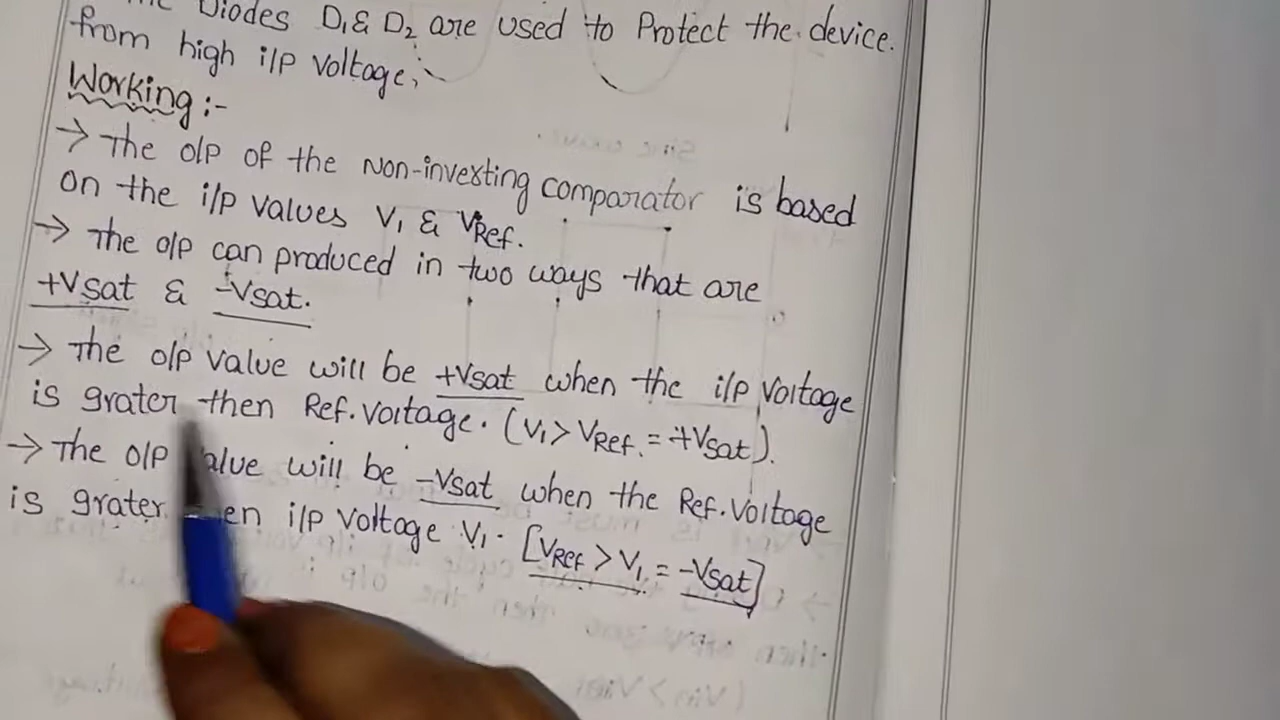 Diodes D1 & D2 are used to Protect the device.
from high i/p voltage,
Working :-
→ The o/p of the Non-inverting comparator is based
on the i/p values V1 & VRef.
→ The o/p can produced in two ways that are
+Vsat & -Vsat.
→ The o/p value will be +Vsat when the i/p Voltage
is grater then Ref. Voltage. (V1 > VRef. = +Vsat).
→ The o/p value will be -Vsat when the Ref. Voltage
is grater then i/p voltage V1. [VRef > V1 = -Vsat]